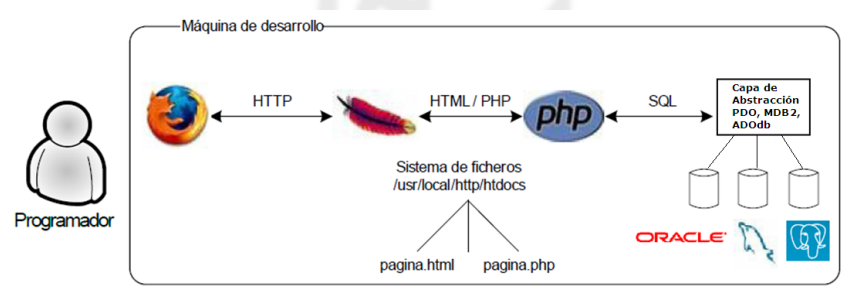 Máquina de desarrollo
HTTP
HTML / PHP
SQL
php
Capa de
Abstracción
PDO, MDB2,
ADOdb
Programador
Sistema de ficheros
/usr/local/http/htdocs
pagina.html
pagina.php
ORACLE